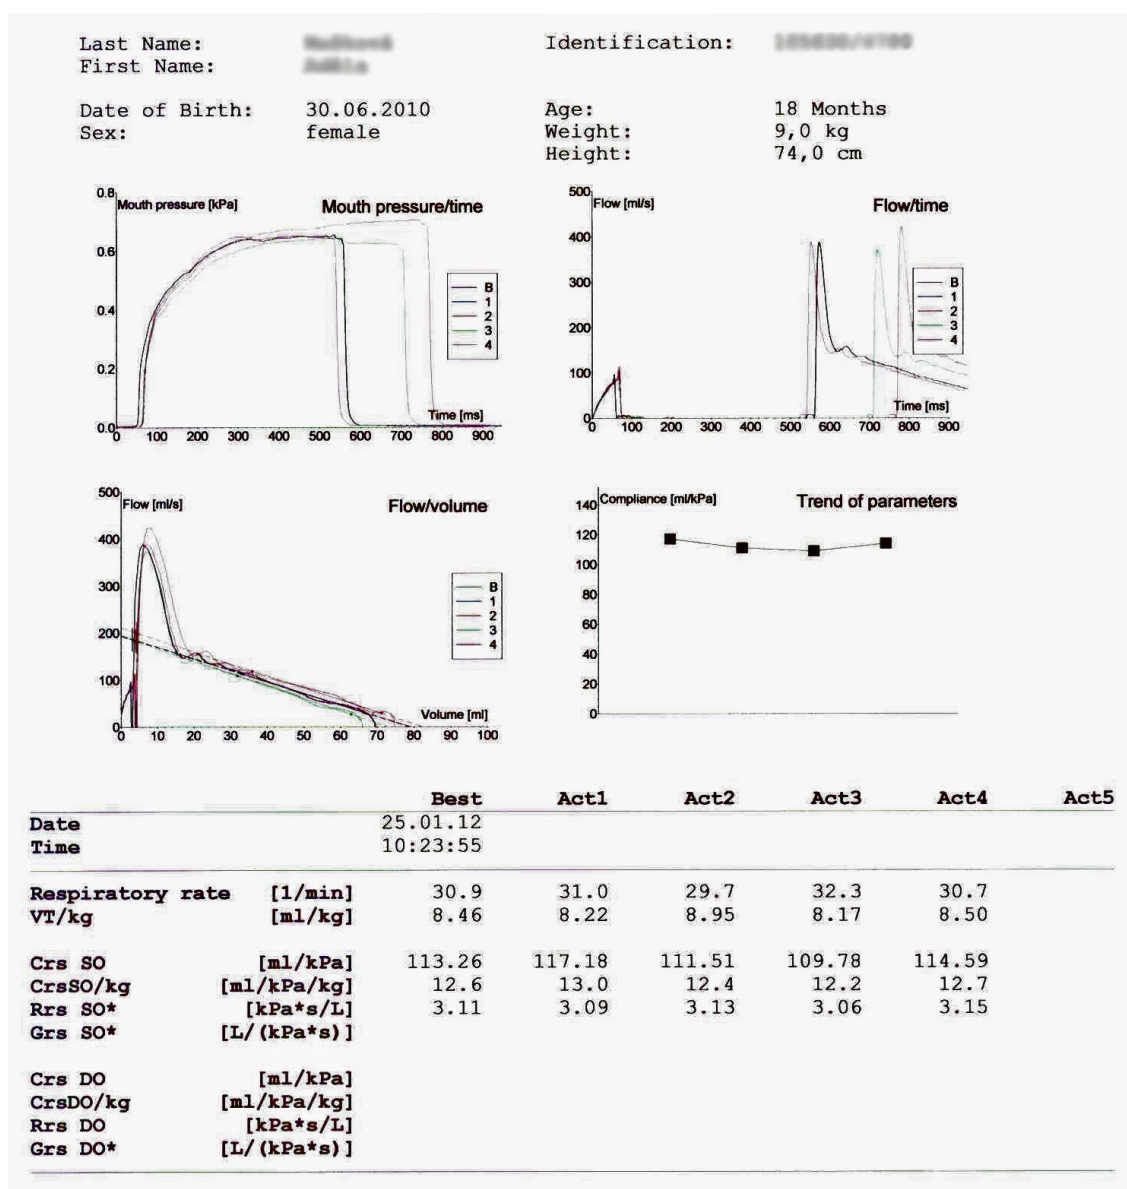 Last Name: Identification:
First Name:
Date of Birth: 30.06.2010 Age: 18 Months
Sex: female Weight: 9,0 kg
Height: 74,0 cm
Mouth pressure [kPa] Mouth pressure/time
0.8
0.6
0.4
0.2
0.0
B
1
2
3
4
Time [ms]
0 100 200 300 400 500 600 700 800 900
Flow [ml/s] Flow/time
500
400
300
200
100
0
B
1
2
3
4
Time [ms]
0 100 200 300 400 500 600 700 800 900
Flow [ml/s] Flow/volume
500
400
300
200
100
0
B
1
2
3
4
Volume [ml]
0 10 20 30 40 50 60 70 80 90 100
Compliance [ml/kPa] Trend of parameters
140
120
100
80
60
40
20
0
Best Act1 Act2 Act3 Act4 Act5
Date 25.01.12
Time 10:23:55
Respiratory rate [1/min] 30.9 31.0 29.7 32.3 30.7
VT/kg [ml/kg] 8.46 8.22 8.95 8.17 8.50
Crs SO [ml/kPa] 113.26 117.18 111.51 109.78 114.59
CrsSO/kg [ml/kPa/kg] 12.6 13.0 12.4 12.2 12.7
Rrs SO* [kPa*s/L] 3.11 3.09 3.13 3.06 3.15
Grs SO* [L/(kPa*s)]
Crs DO [ml/kPa]
CrsDO/kg [ml/kPa/kg]
Rrs DO [kPa*s/L]
Grs DO* [L/(kPa*s)]